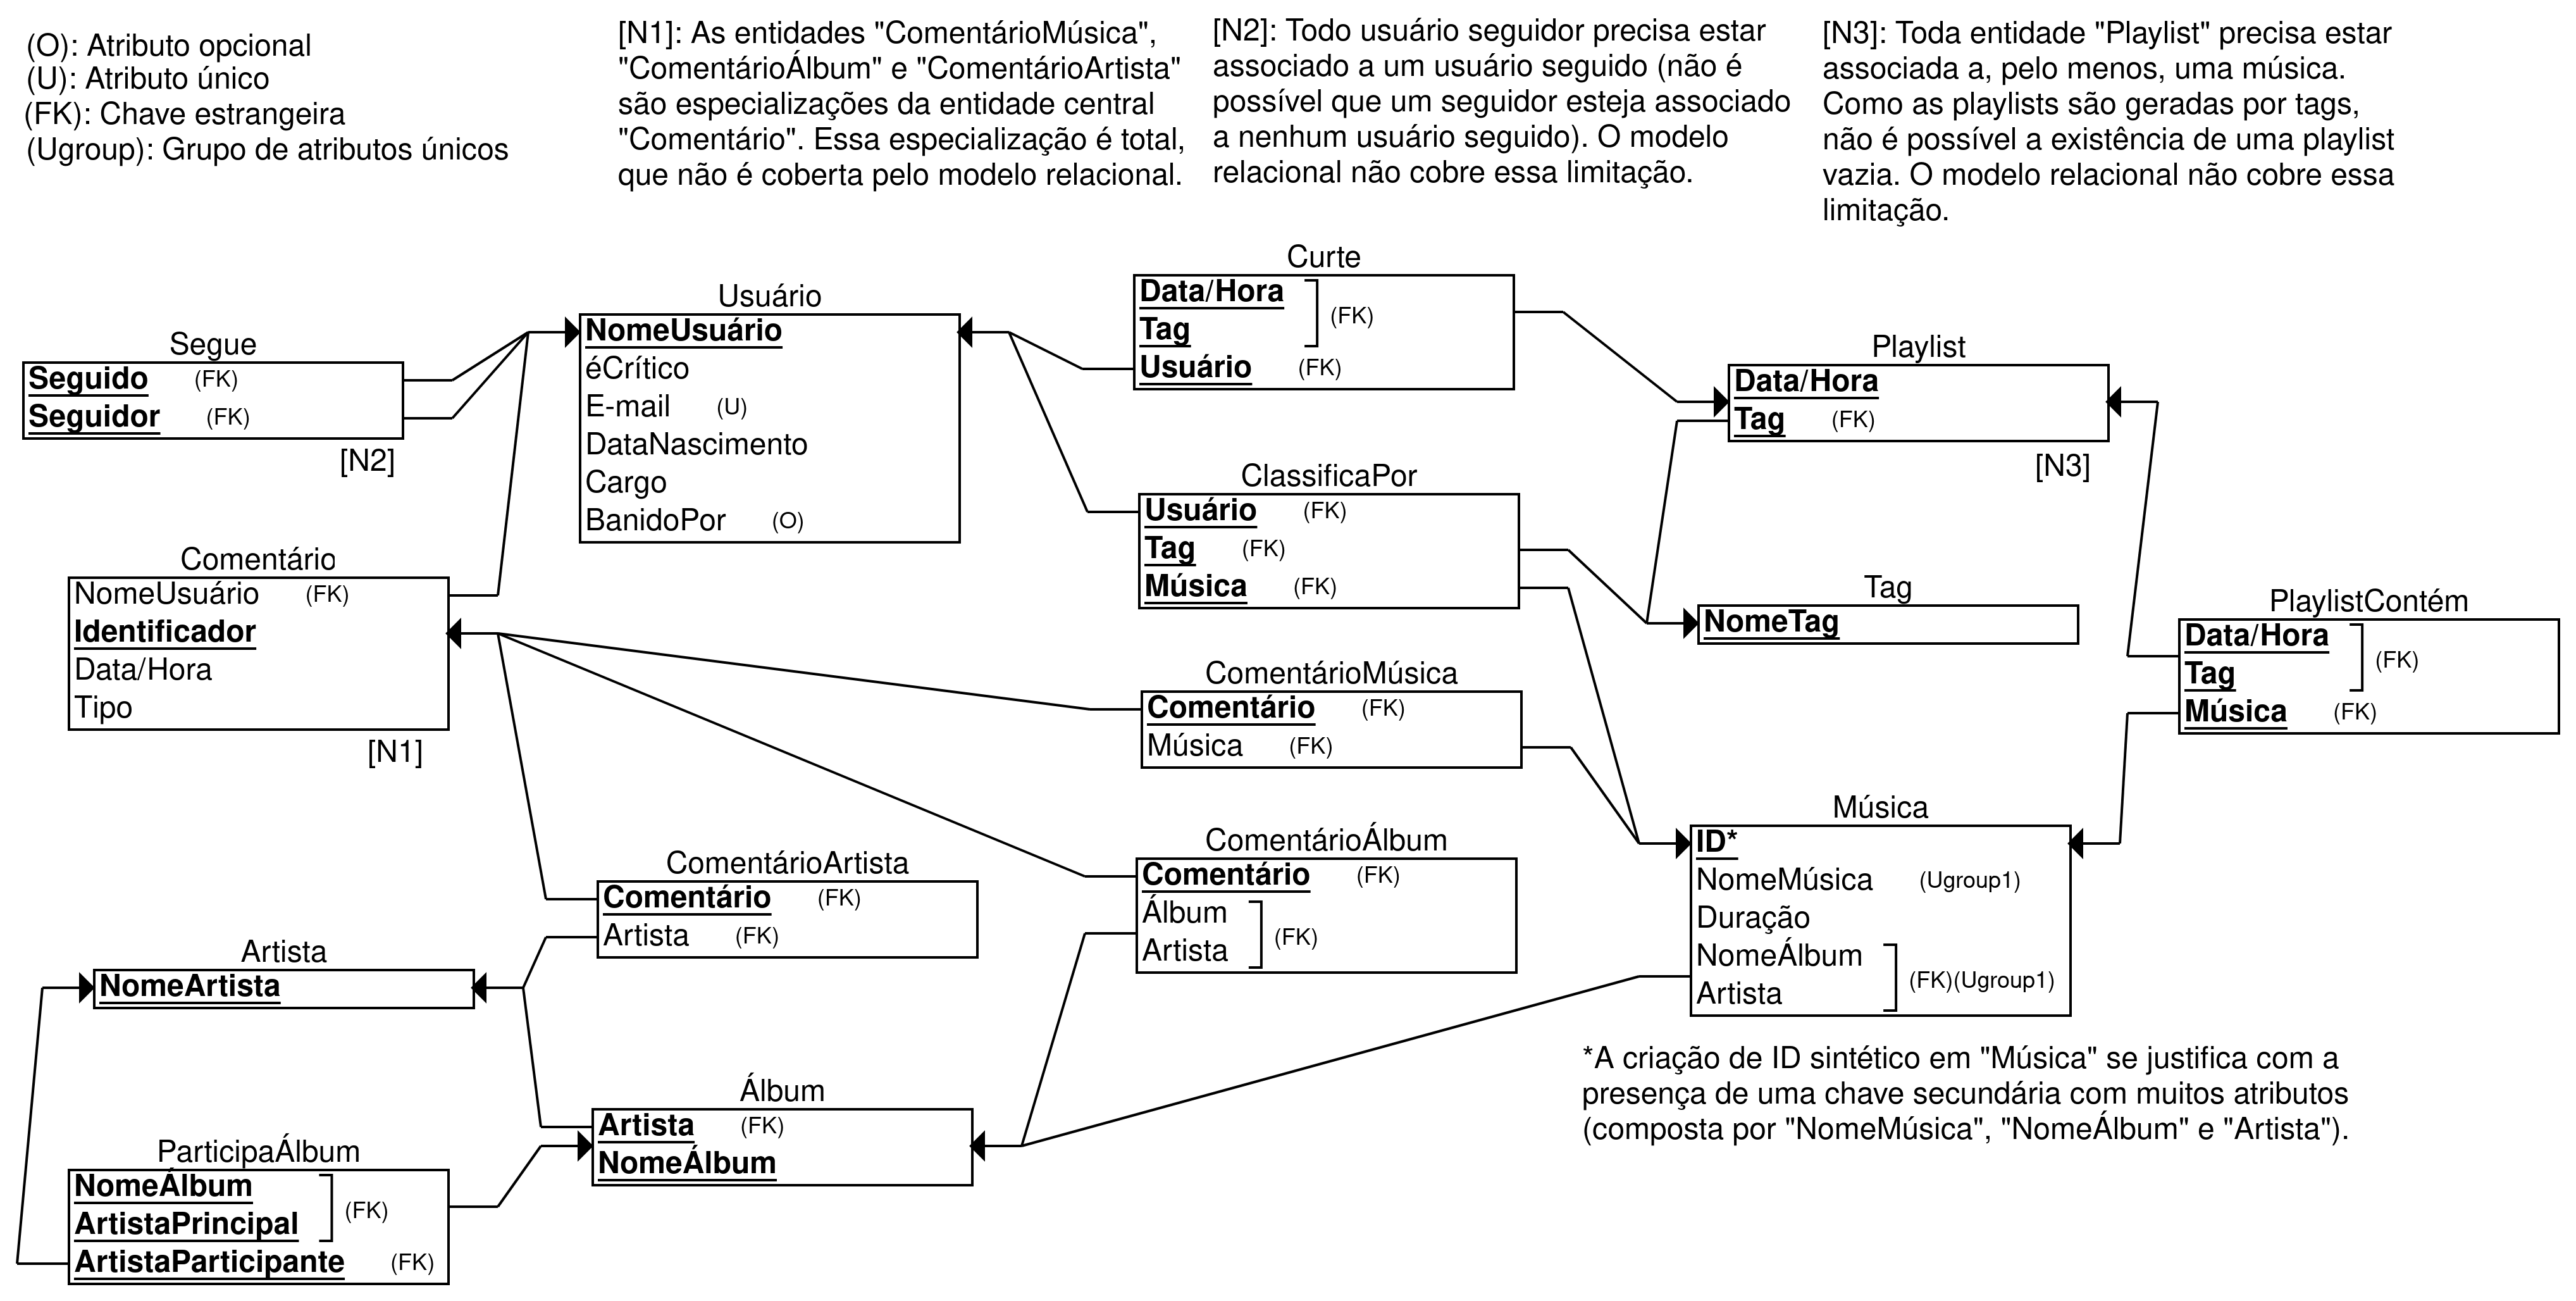 (O): Atributo opcional
(U): Atributo único
(FK): Chave estrangeira
(Ugroup): Grupo de atributos únicos
[N1]: As entidades "ComentárioMúsica",
"ComentárioÁlbum" e "ComentárioArtista"
são especializações da entidade central
"Comentário". Essa especialização é total,
que não é coberta pelo modelo relacional.
[N2]: Todo usuário seguidor precisa estar
associado a um usuário seguido (não é
possível que um seguidor esteja associado
a nenhum usuário seguido). O modelo
relacional não cobre essa limitação.
[N3]: Toda entidade "Playlist" precisa estar
associada a, pelo menos, uma música.
Como as playlists são geradas por tags,
não é possível a existência de uma playlist
vazia. O modelo relacional não cobre essa
limitação.
Segue
Seguido (FK)
Seguidor (FK)
[N2]
Usuário
NomeUsuário
éCrítico
E-mail (U)
DataNascimento
Cargo
BanidoPor (O)
Curte
Data/Hora
Tag
(FK)
Usuário (FK)
Playlist
Data/Hora
Tag (FK)
[N3]
ClassificaPor
Usuário (FK)
Tag (FK)
Música (FK)
Comentário
NomeUsuário (FK)
Identificador
Data/Hora
Tipo
[N1]
Tag
NomeTag
PlaylistContém
Data/Hora
Tag
(FK)
Música (FK)
ComentárioMúsica
Comentário (FK)
Música (FK)
ComentárioArtista
Comentário (FK)
Artista (FK)
ComentárioÁlbum
Comentário (FK)
Álbum
Artista
(FK)
Música
ID*
NomeMúsica (Ugroup1)
Duração
NomeÁlbum
Artista
(FK)(Ugroup1)
*A criação de ID sintético em "Música" se justifica com a
presença de uma chave secundária com muitos atributos
(composta por "NomeMúsica", "NomeÁlbum" e "Artista").
Artista
NomeArtista
Álbum
Artista (FK)
NomeÁlbum
ParticipaÁlbum
NomeÁlbum
ArtistaPrincipal
(FK)
ArtistaParticipante (FK)